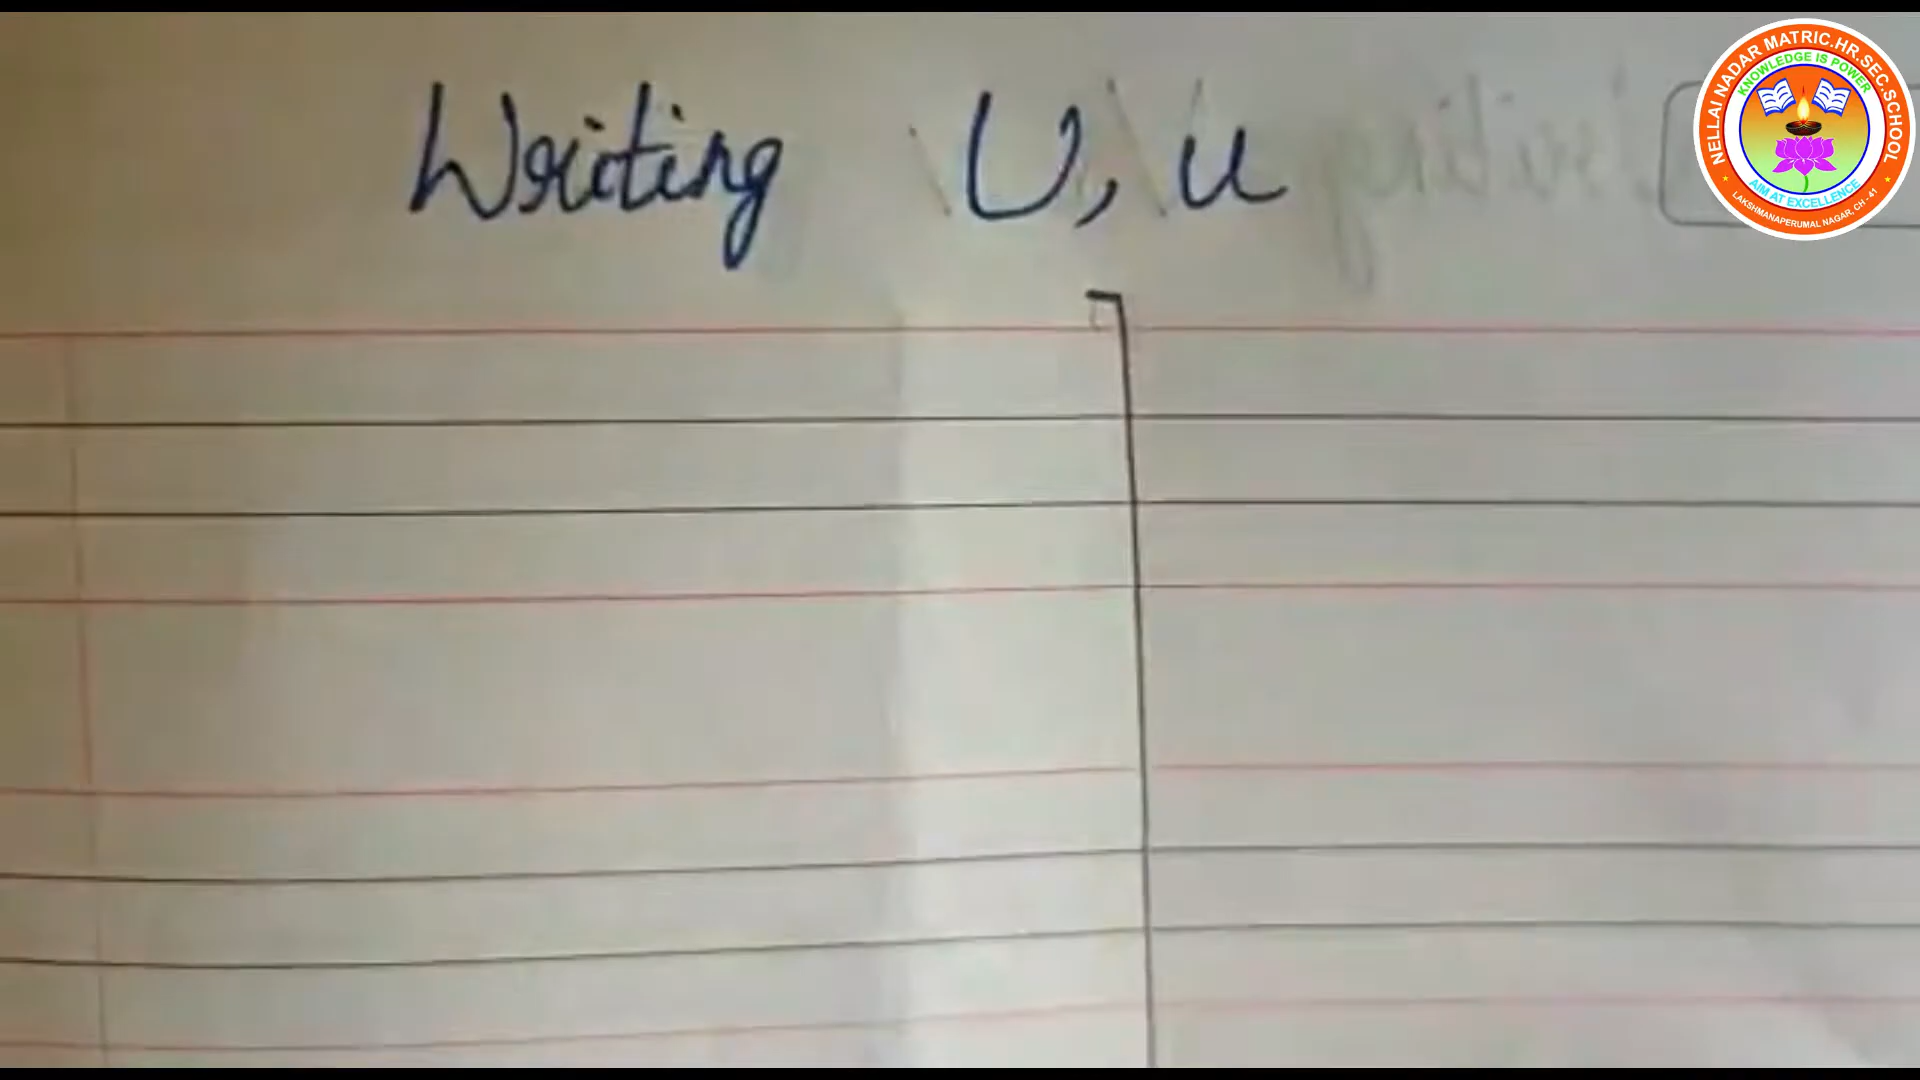 Writing U, u
NELLAI NADAR MATRIC.HR.SEC.SCHOOL
KNOWLEDGE IS POWER
AIM AT EXCELLENCE
LAKSHMANAPERUMAL NAGAR, CH - 41